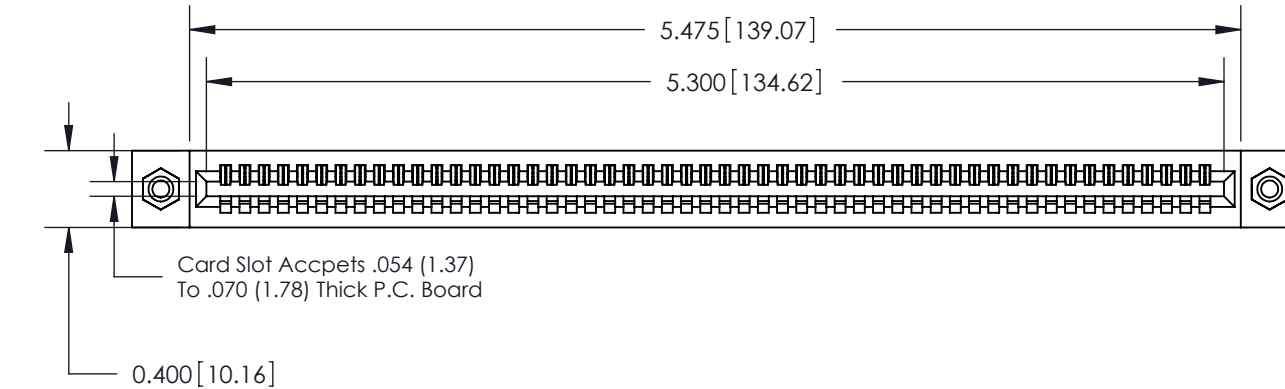 5.475[139.07]
5.300[134.62]
Card Slot Accpets .054 (1.37)
To .070 (1.78) Thick P.C. Board
0.400[10.16]